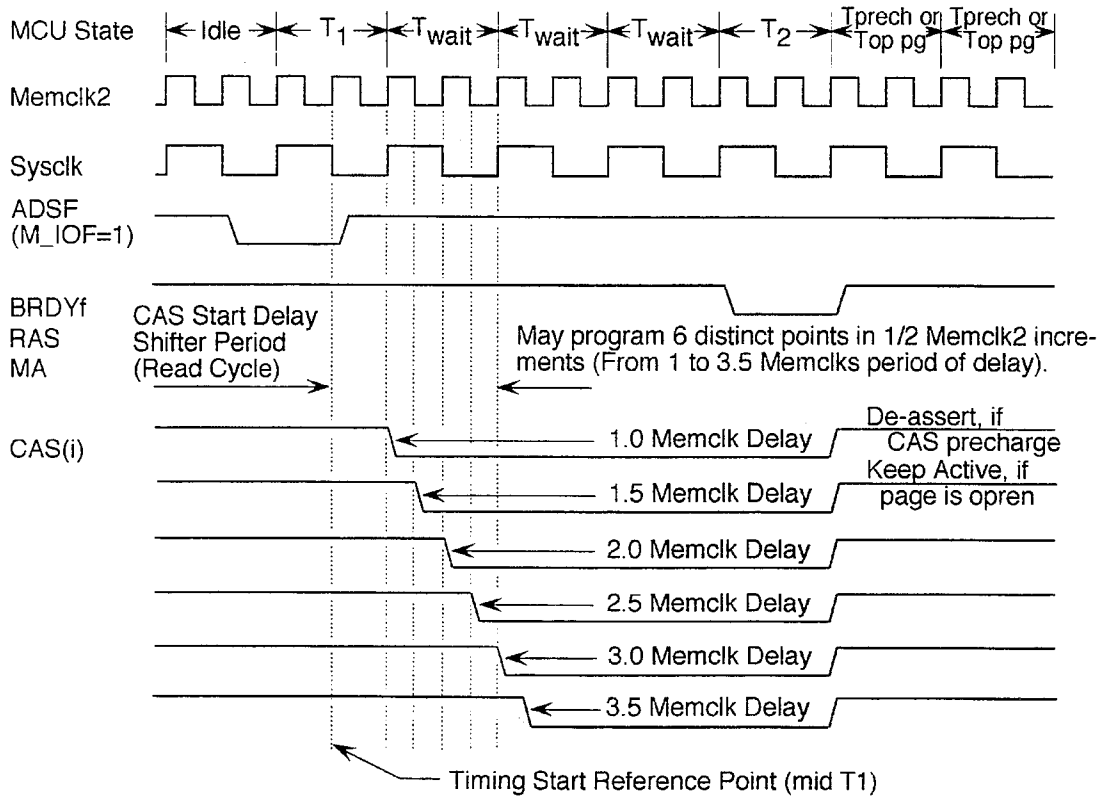 MCU State
Idle
T1
Twait
Twait
Twait
T2
Tprech or
Top pg
Tprech or
Top pg
Memclk2
Sysclk
ADSF
(M_IOF=1)
BRDYf
RAS
MA
CAS Start Delay
Shifter Period
(Read Cycle)
May program 6 distinct points in 1/2 Memclk2 incre-
ments (From 1 to 3.5 Memclks period of delay).
CAS(i)
1.0 Memclk Delay
De-assert, if
CAS precharge
1.5 Memclk Delay
Keep Active, if
page is opren
2.0 Memclk Delay
2.5 Memclk Delay
3.0 Memclk Delay
3.5 Memclk Delay
Timing Start Reference Point (mid T1)